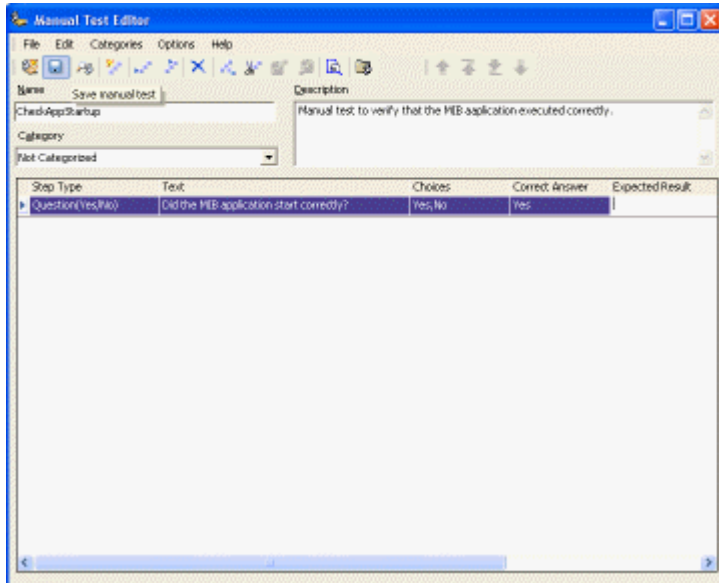 Manual Test Editor
File Edit Categories Options Help
Name
Save manual test
Description
CheckAppStartup
Manual test to verify that the MIB aaplication executed correctly.
Category
Not Categorized
Step Type Text Choices Correct Answer Expected Result
Question(Yes/No) Did the MIB application start correctly? Yes,No Yes